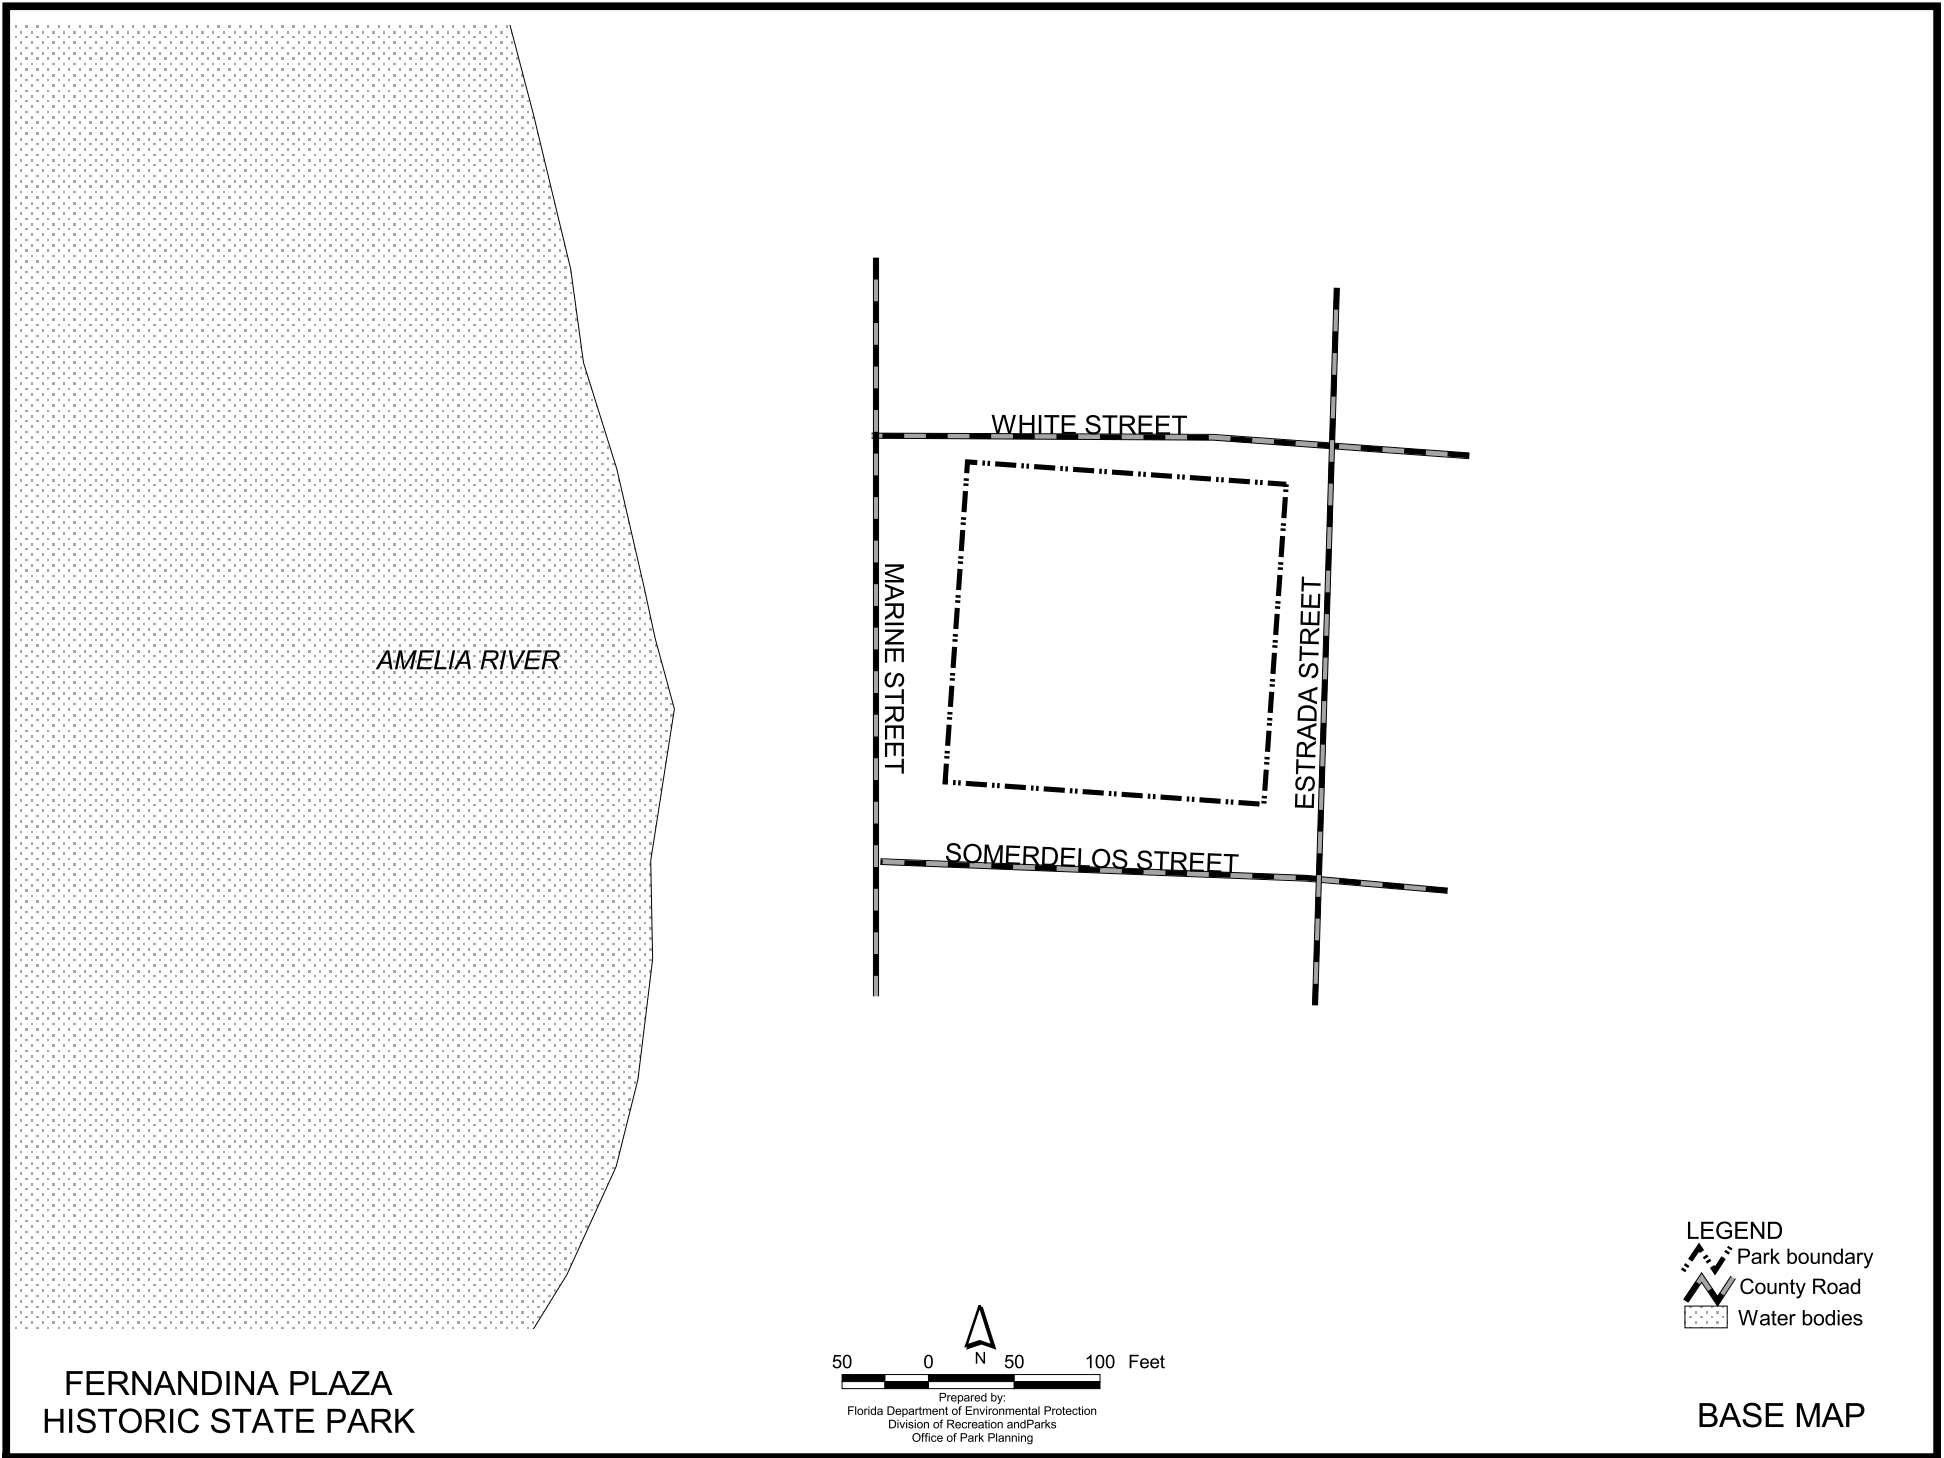 WHITE STREET
MARINE STREET
ESTRADA STREET
AMELIA RIVER
SOMERDELOS STREET
LEGEND
Park boundary
County Road
Water bodies
N
50 0 50 100 Feet
Prepared by:
Florida Department of Environmental Protection
Division of Recreation andParks
Office of Park Planning
FERNANDINA PLAZA
HISTORIC STATE PARK
BASE MAP